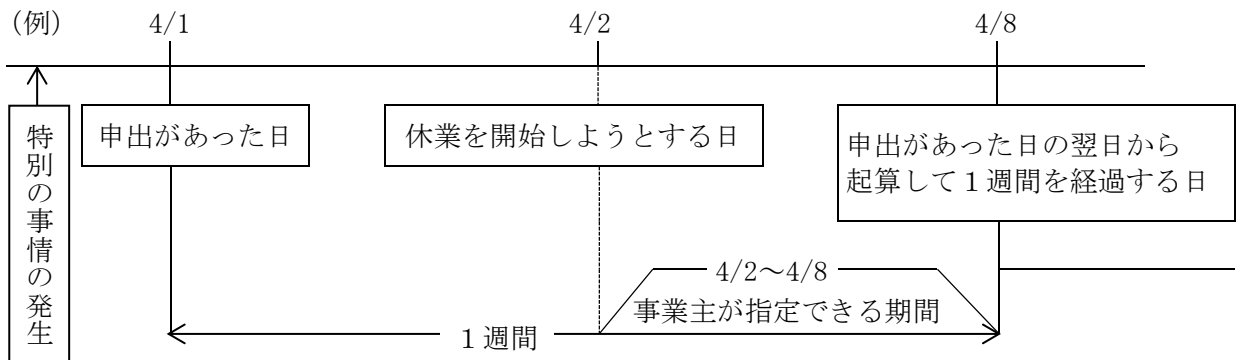 (例)
4/1
4/2
4/8
特別の事情の発生
申出があった日
休業を開始しようとする日
申出があった日の翌日から
起算して１週間を経過する日
4/2～4/8
事業主が指定できる期間
１週間